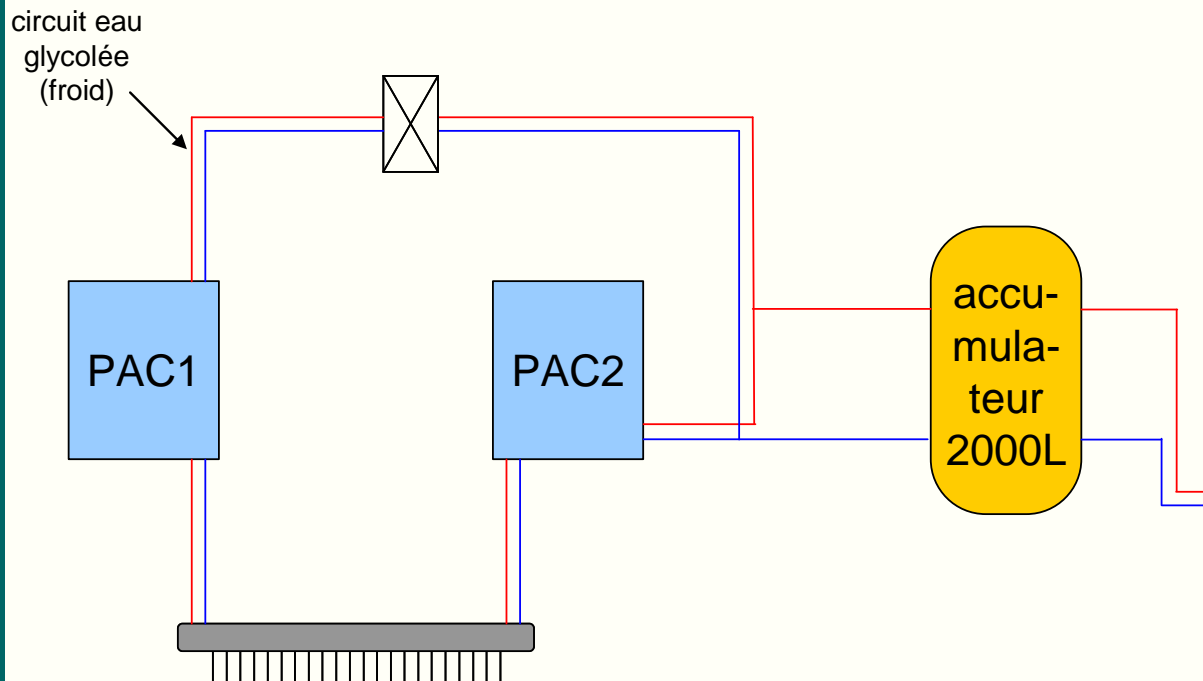 circuit eau
glycolée
(froid)
PAC1
PAC2
accu-
mula-
teur
2000L